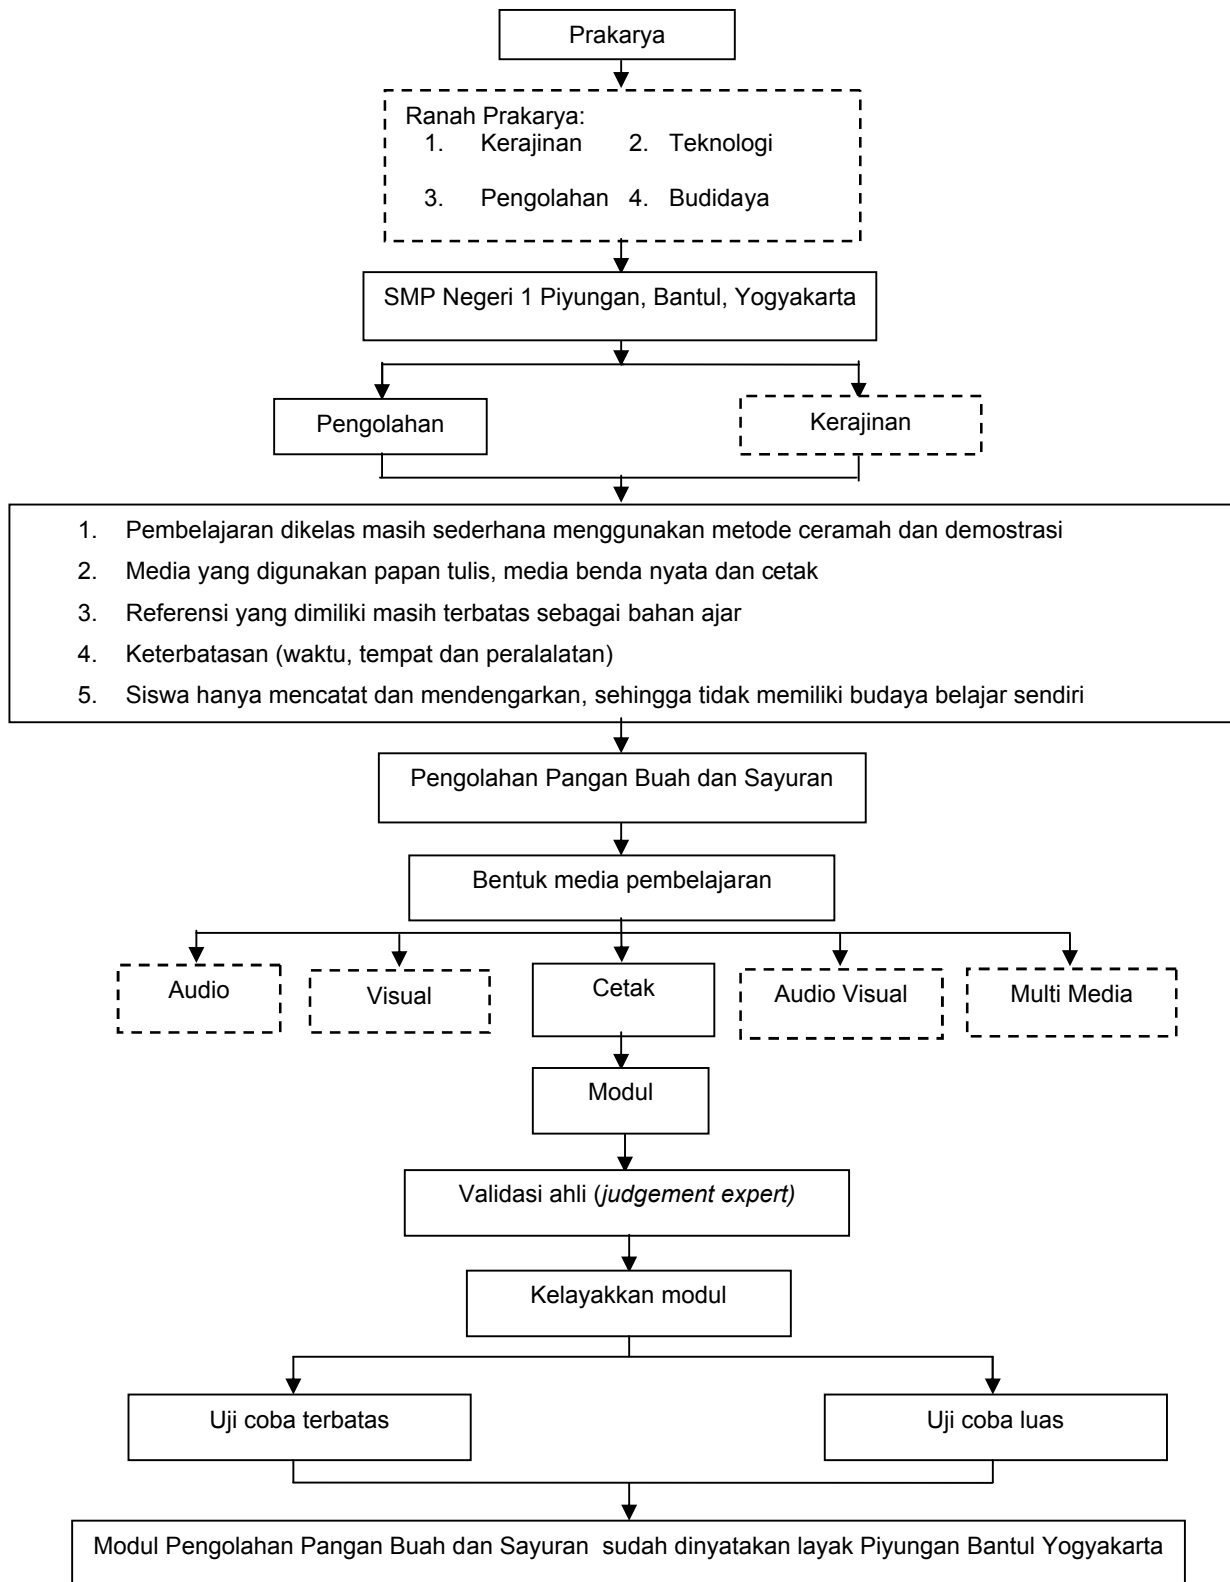 Prakarya
Ranah Prakarya:
1. Kerajinan 2. Teknologi
3. Pengolahan 4. Budidaya
SMP Negeri 1 Piyungan, Bantul, Yogyakarta
Pengolahan
Kerajinan
1. Pembelajaran dikelas masih sederhana menggunakan metode ceramah dan demostrasi
2. Media yang digunakan papan tulis, media benda nyata dan cetak
3. Referensi yang dimiliki masih terbatas sebagai bahan ajar
4. Keterbatasan (waktu, tempat dan peralalatan)
5. Siswa hanya mencatat dan mendengarkan, sehingga tidak memiliki budaya belajar sendiri
Pengolahan Pangan Buah dan Sayuran
Bentuk media pembelajaran
Audio
Visual
Cetak
Audio Visual
Multi Media
Modul
Validasi ahli (judgement expert)
Kelayakkan modul
Uji coba terbatas
Uji coba luas
Modul Pengolahan Pangan Buah dan Sayuran sudah dinyatakan layak Piyungan Bantul Yogyakarta